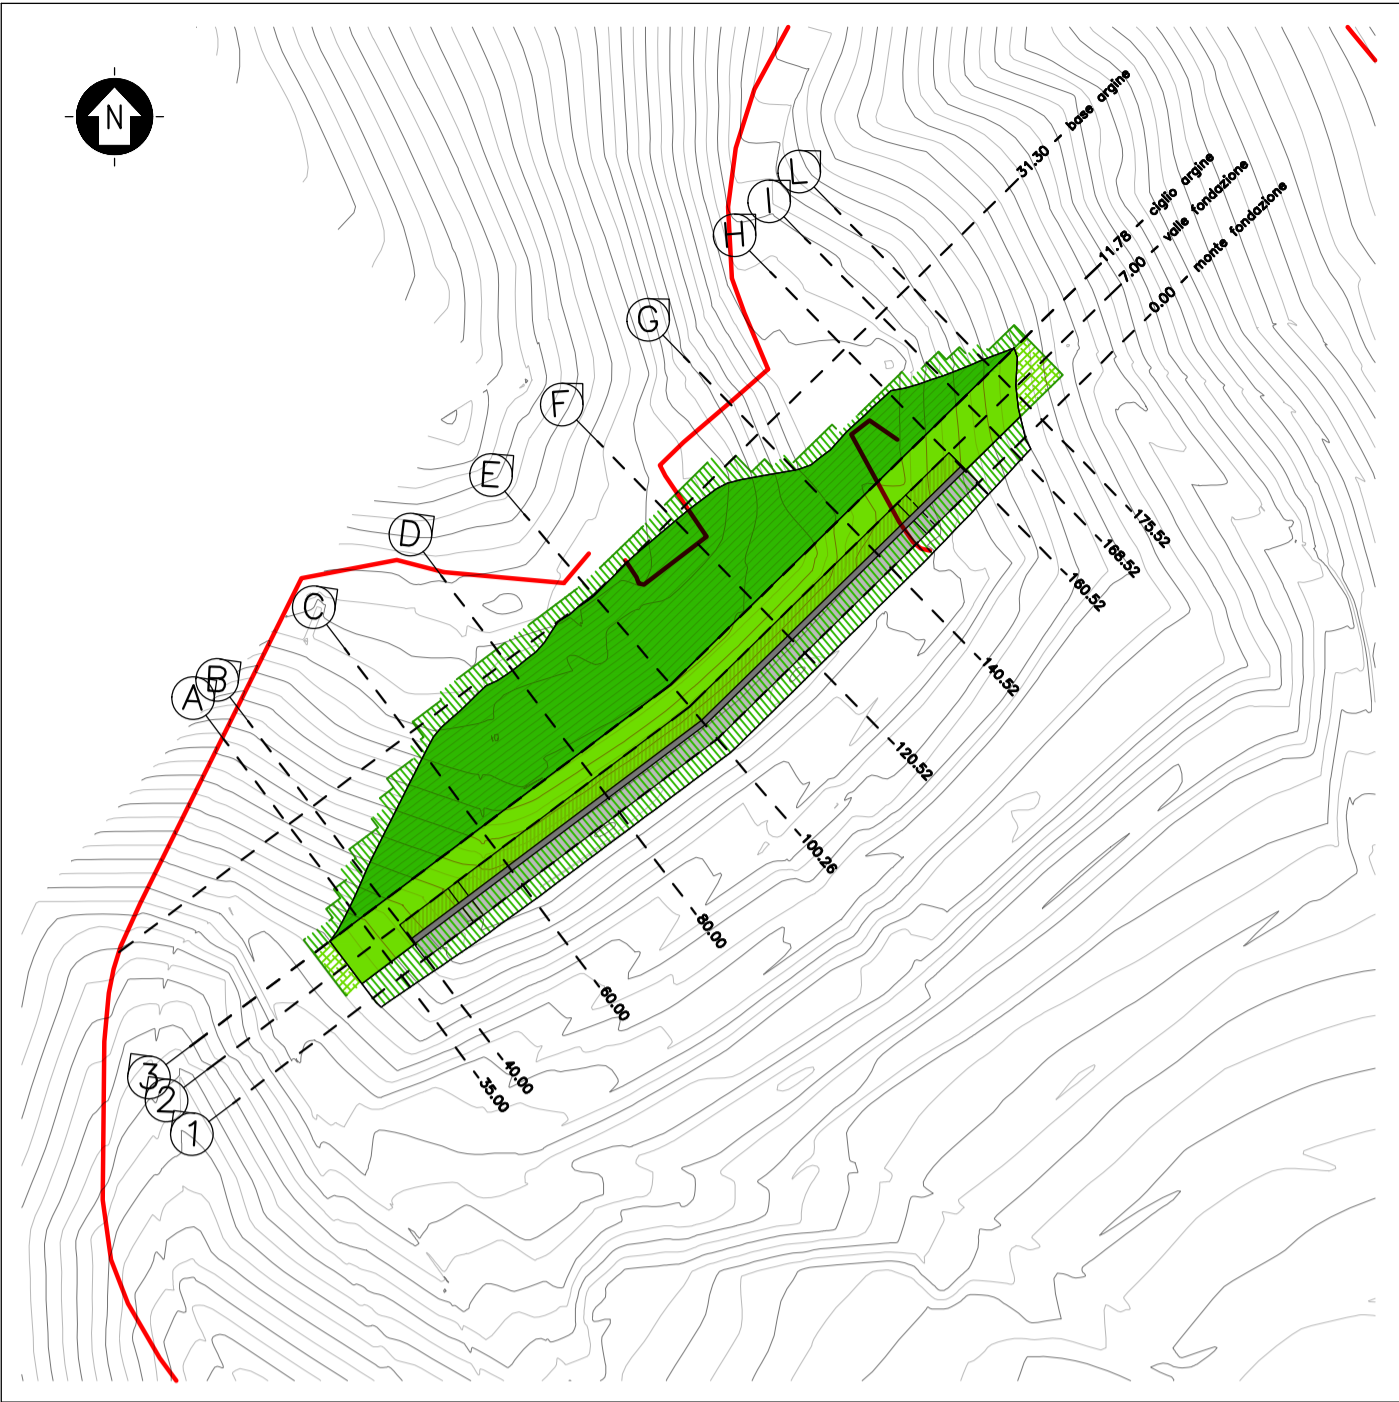 N
L
I
H
G
F
E
D
C
B
A
31.30 - base argine
11.78 - ciglio argine
7.00 - valle fondazione
0.00 - monte fondazione
175.52
168.52
160.52
140.52
120.52
100.26
80.00
60.00
40.00
35.00
3
2
1